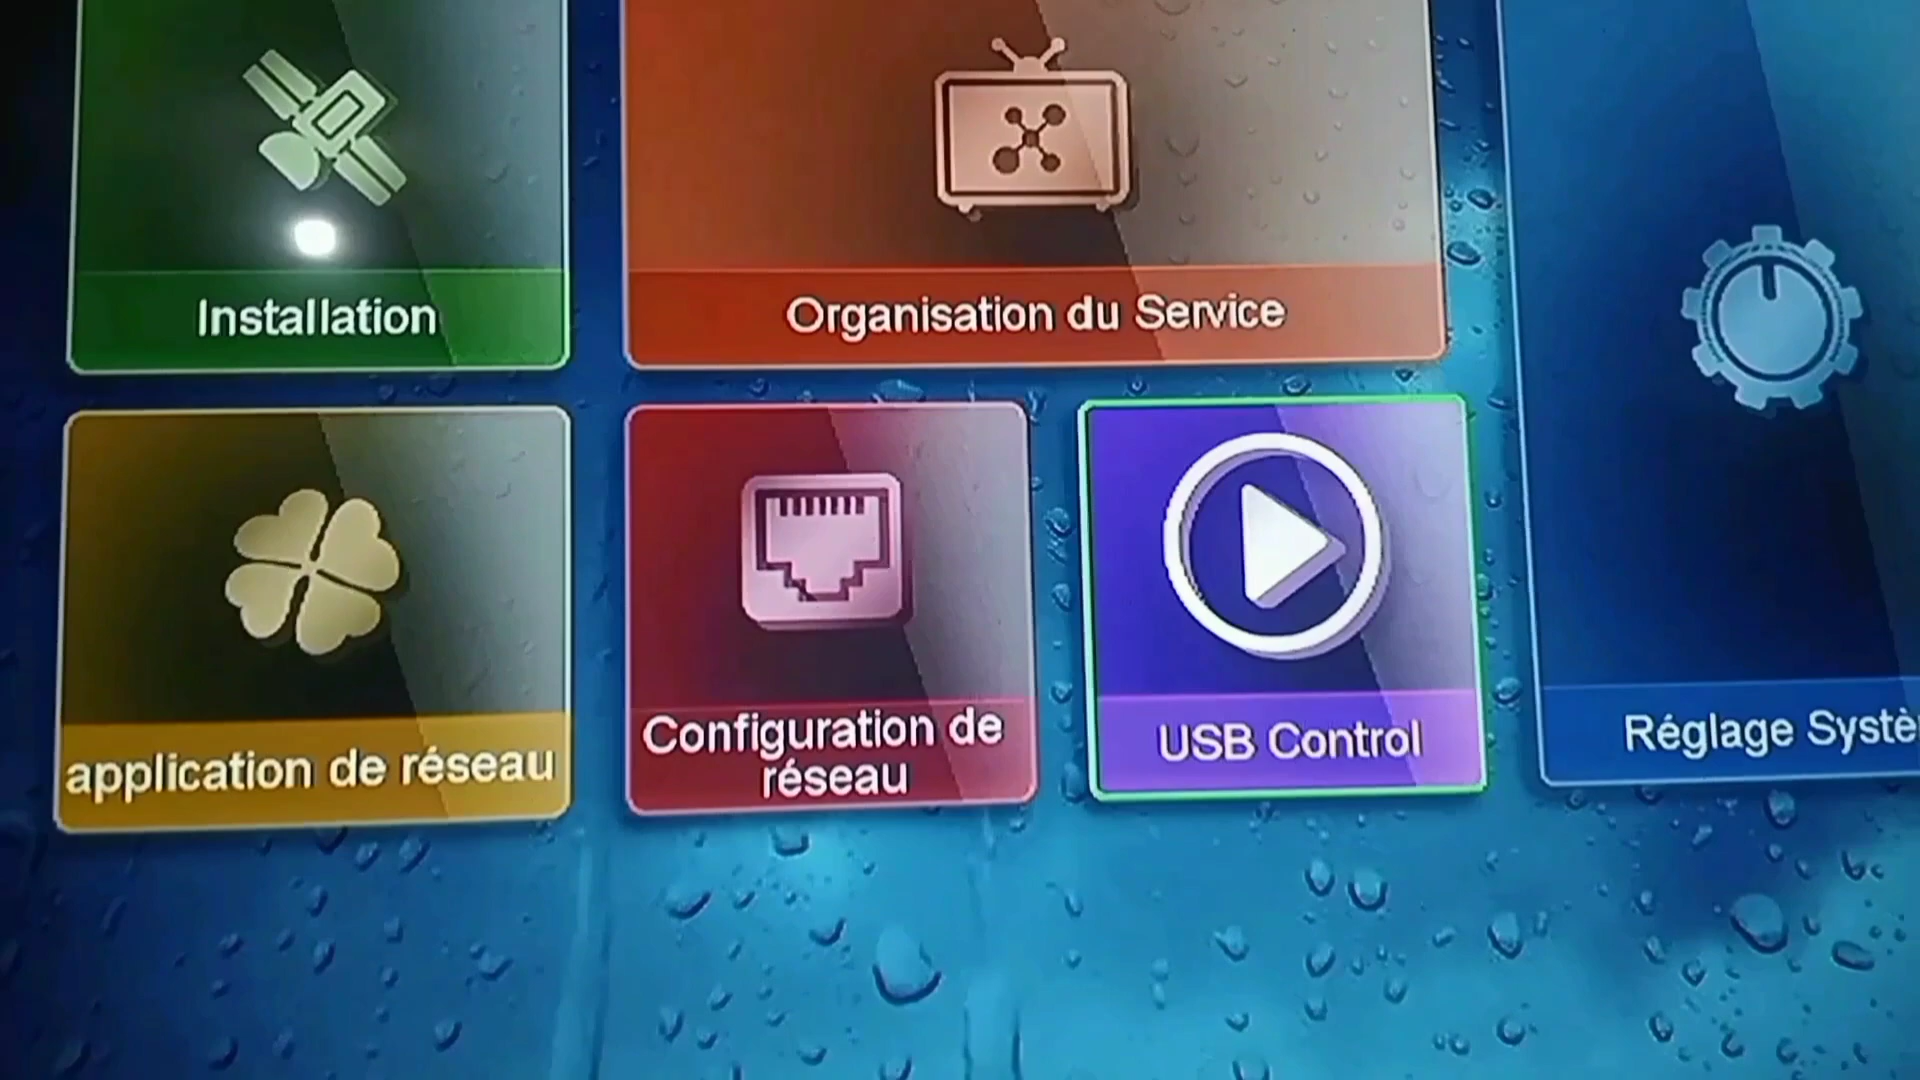 Installation
Organisation du Service
application de réseau
Configuration de
réseau
USB Control
Réglage Systè